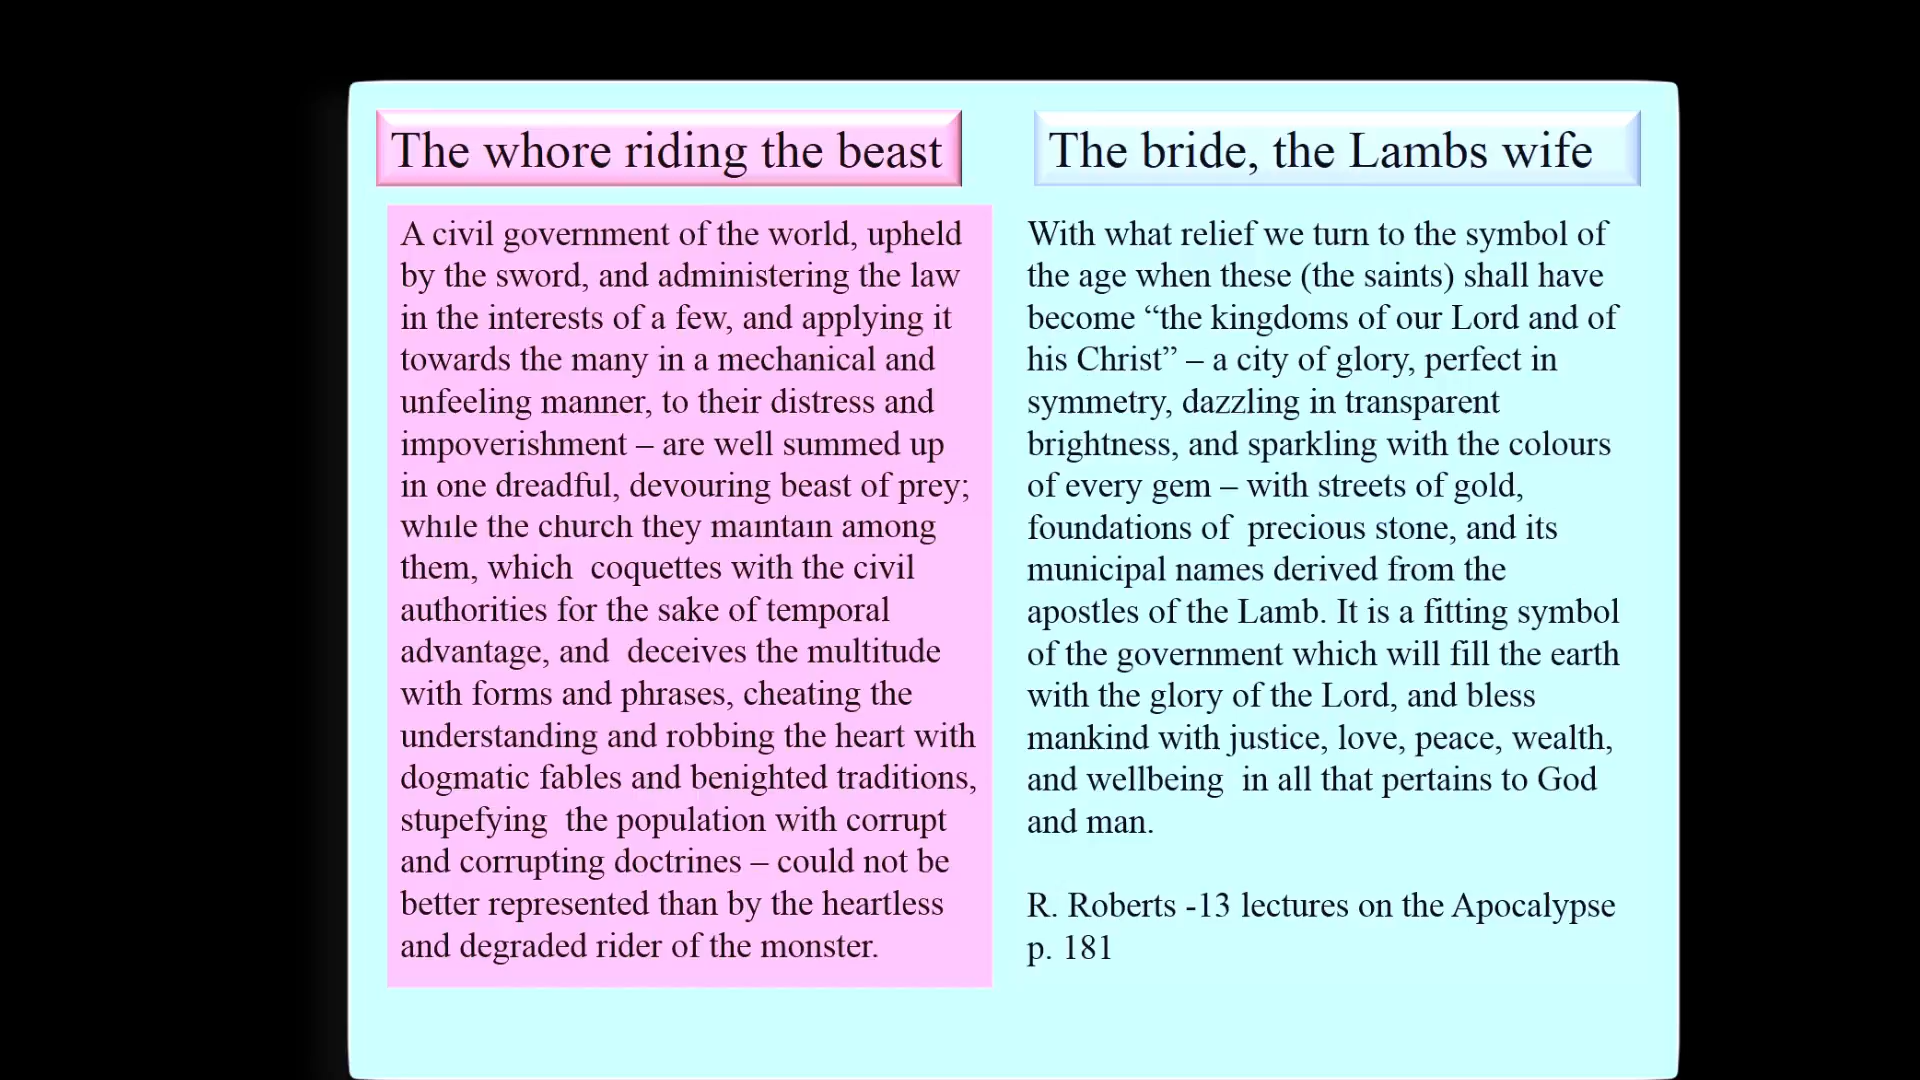 The whore riding the beast
A civil government of the world, upheld
by the sword, and administering the law
in the interests of a few, and applying it
towards the many in a mechanical and
unfeeling manner, to their distress and
impoverishment – are well summed up
in one dreadful, devouring beast of prey;
while the church they maintain among
them, which  coquettes with the civil
authorities for the sake of temporal
advantage, and  deceives the multitude
with forms and phrases, cheating the
understanding and robbing the heart with
dogmatic fables and benighted traditions,
stupefying  the population with corrupt
and corrupting doctrines – could not be
better represented than by the heartless
and degraded rider of the monster.
The bride, the Lambs wife
With what relief we turn to the symbol of
the age when these (the saints) shall have
become “the kingdoms of our Lord and of
his Christ” – a city of glory, perfect in
symmetry, dazzling in transparent
brightness, and sparkling with the colours
of every gem – with streets of gold,
foundations of  precious stone, and its
municipal names derived from the
apostles of the Lamb. It is a fitting symbol
of the government which will fill the earth
with the glory of the Lord, and bless
mankind with justice, love, peace, wealth,
and wellbeing  in all that pertains to God
and man.
R. Roberts -13 lectures on the Apocalypse
p. 181